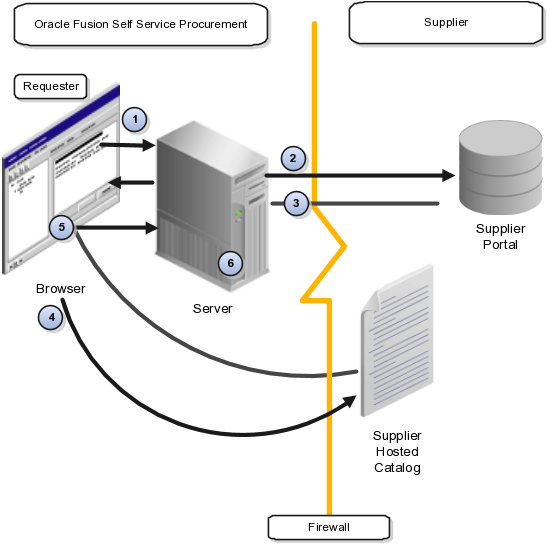 Oracle Fusion Self Service Procurement
Supplier
Requester
1
2
3
Supplier
Portal
5
6
Browser
Server
4
Supplier
Hosted
Catalog
Firewall